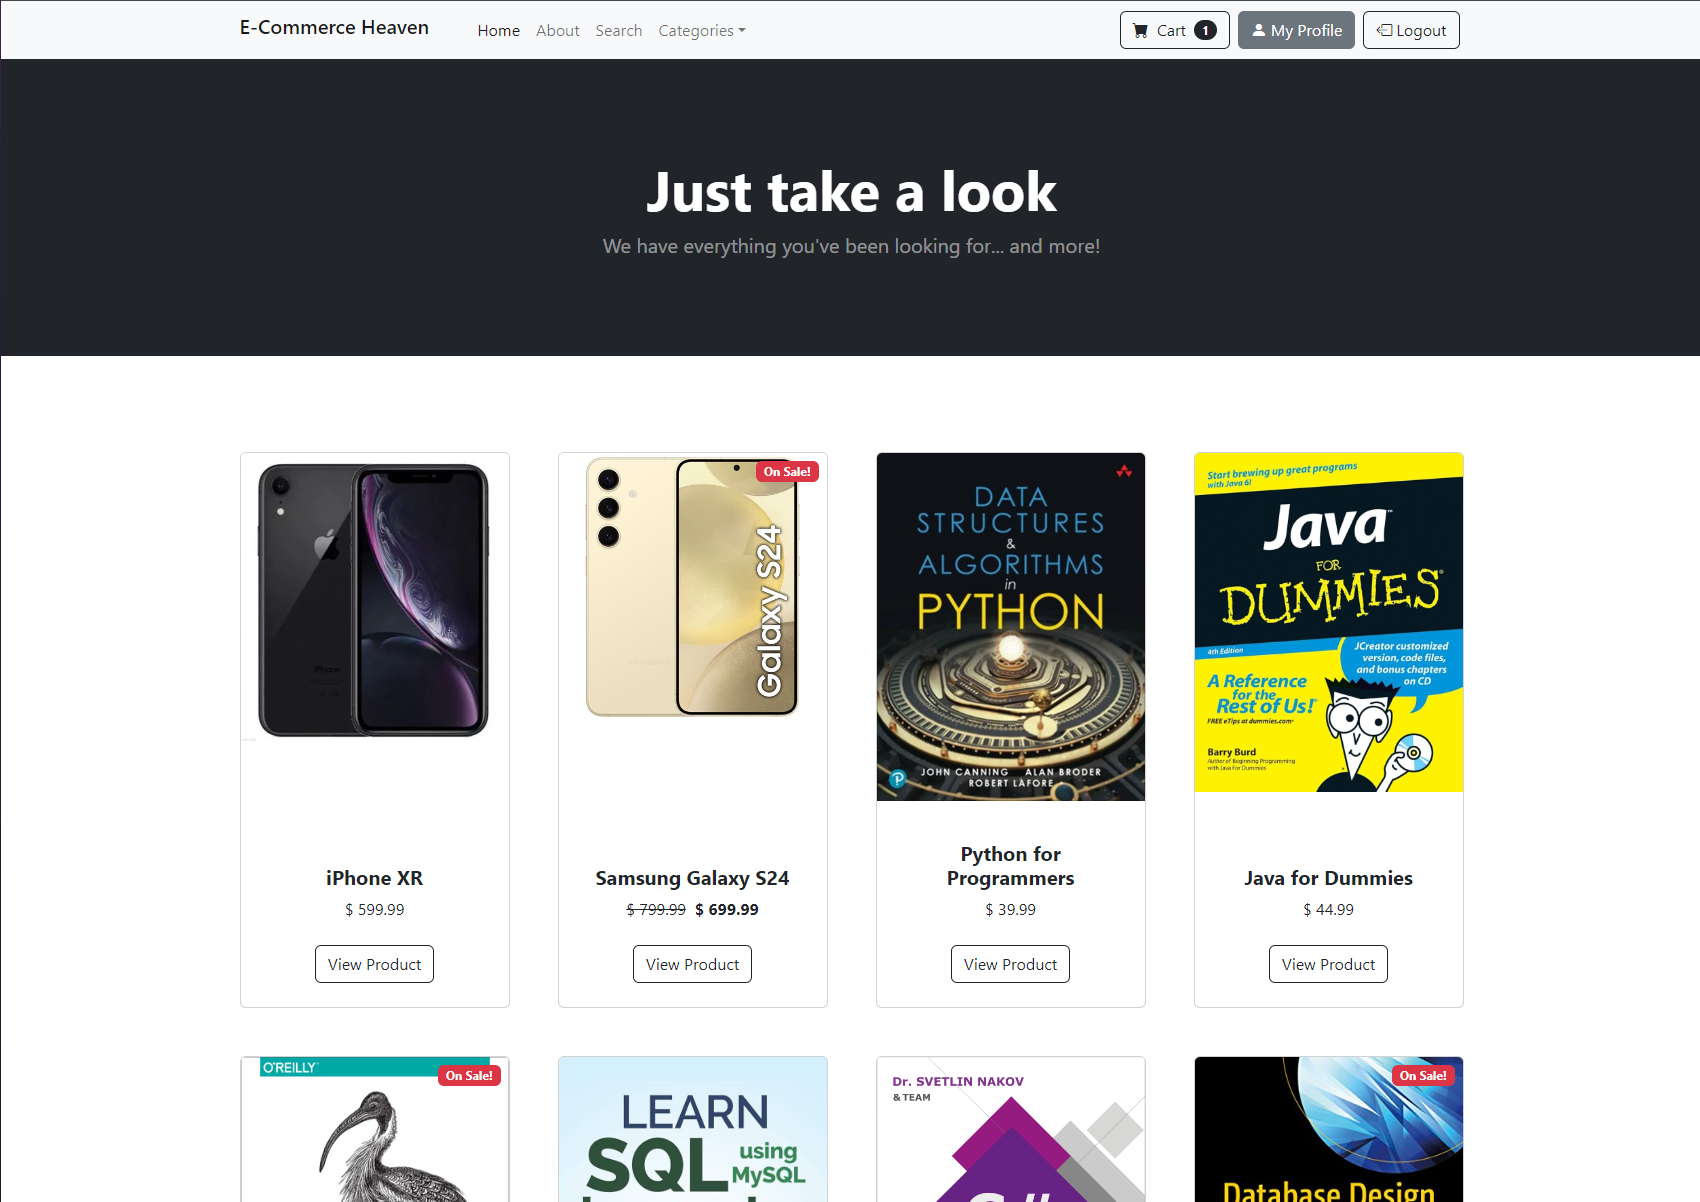 E-Commerce Heaven
Home About Search Categories
Cart 1 My Profile Logout
Just take a look
We have everything you've been looking for... and more!
iPhone
iPhone XR
$ 599.99
View Product
On Sale!
SAMSUNG
Galaxy S24
Samsung Galaxy S24
$ 799.99 $ 699.99
View Product
DATA
STRUCTURES
&
ALGORITHMS
in
PYTHON
P
JOHN CANNING ALAN BRODER
ROBERT LAFORE
Python for
Programmers
$ 39.99
View Product
Start brewing up great programs
with Java 6!
Java™
FOR
DUMMIES®
4th Edition
JCreator customized
version, code files,
and bonus chapters
on CD
A Reference
for the
Rest of Us!®
FREE eTips at dummies.com®
Barry Burd
Author of Beginning Programming
with Java For Dummies
Java for Dummies
$ 44.99
View Product
O'REILLY®
On Sale!
LEARN
SQL using
MySQL
Dr. SVETLIN NAKOV
& TEAM
C#
On Sale!
Database Design